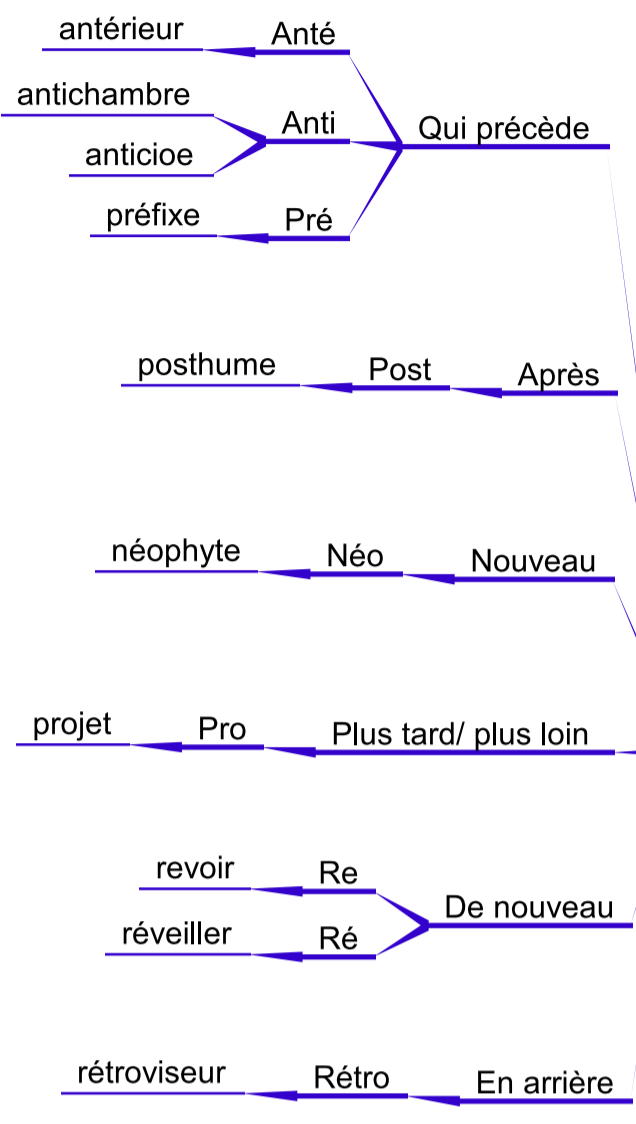 antérieur
Anté
antichambre
Anti
Qui précède
anticioe
préfixe
Pré
posthume
Post
Après
néophyte
Néo
Nouveau
projet
Pro
Plus tard/ plus loin
revoir
Re
De nouveau
réveiller
Ré
rétroviseur
Rétro
En arrière